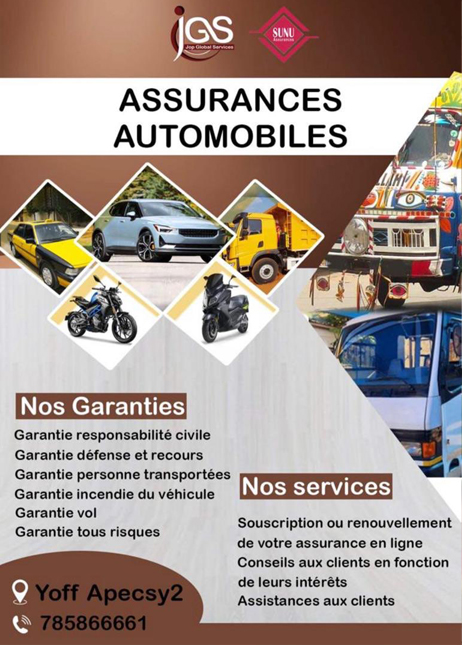 JGS
Jop Global Services
SUNU
ASSURANCES
ASSURANCES
AUTOMOBILES
Nos Garanties
Garantie responsabilité civile
Garantie défense et recours
Garantie personne transportées
Garantie incendie du véhicule
Garantie vol
Garantie tous risques
Nos services
Souscription ou renouvellement
de votre assurance en ligne
Conseils aux clients en fonction
de leurs intérêts
Assistances aux clients
Yoff Apecsy2
785866661